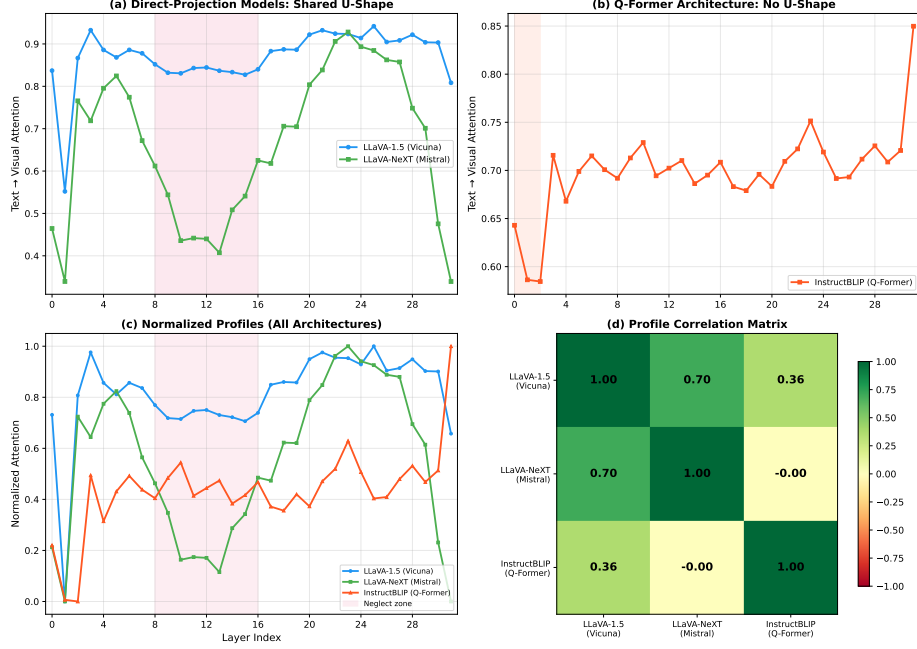 (a) Direct-Projection Models: Shared U-Shape
Text → Visual Attention
0.9
0.8
0.7
0.6
0.5
0.4
0
4
8
12
16
20
24
28
LLaVA-1.5 (Vicuna)
LLaVA-NeXT (Mistral)
(b) Q-Former Architecture: No U-Shape
Text → Visual Attention
0.85
0.80
0.75
0.70
0.65
0.60
0
4
8
12
16
20
24
28
InstructBLIP (Q-Former)
(c) Normalized Profiles (All Architectures)
Normalized Attention
1.0
0.8
0.6
0.4
0.2
0.0
0
4
8
12
16
20
24
28
Layer Index
LLaVA-1.5 (Vicuna)
LLaVA-NeXT (Mistral)
InstructBLIP (Q-Former)
Neglect zone
(d) Profile Correlation Matrix
LLaVA-1.5
(Vicuna)
1.00
0.70
0.36
LLaVA-NeXT
(Mistral)
0.70
1.00
-0.00
InstructBLIP
(Q-Former)
0.36
-0.00
1.00
LLaVA-1.5
(Vicuna)
LLaVA-NeXT
(Mistral)
InstructBLIP
(Q-Former)
1.00
0.75
0.50
0.25
0.00
−0.25
−0.50
−0.75
−1.00